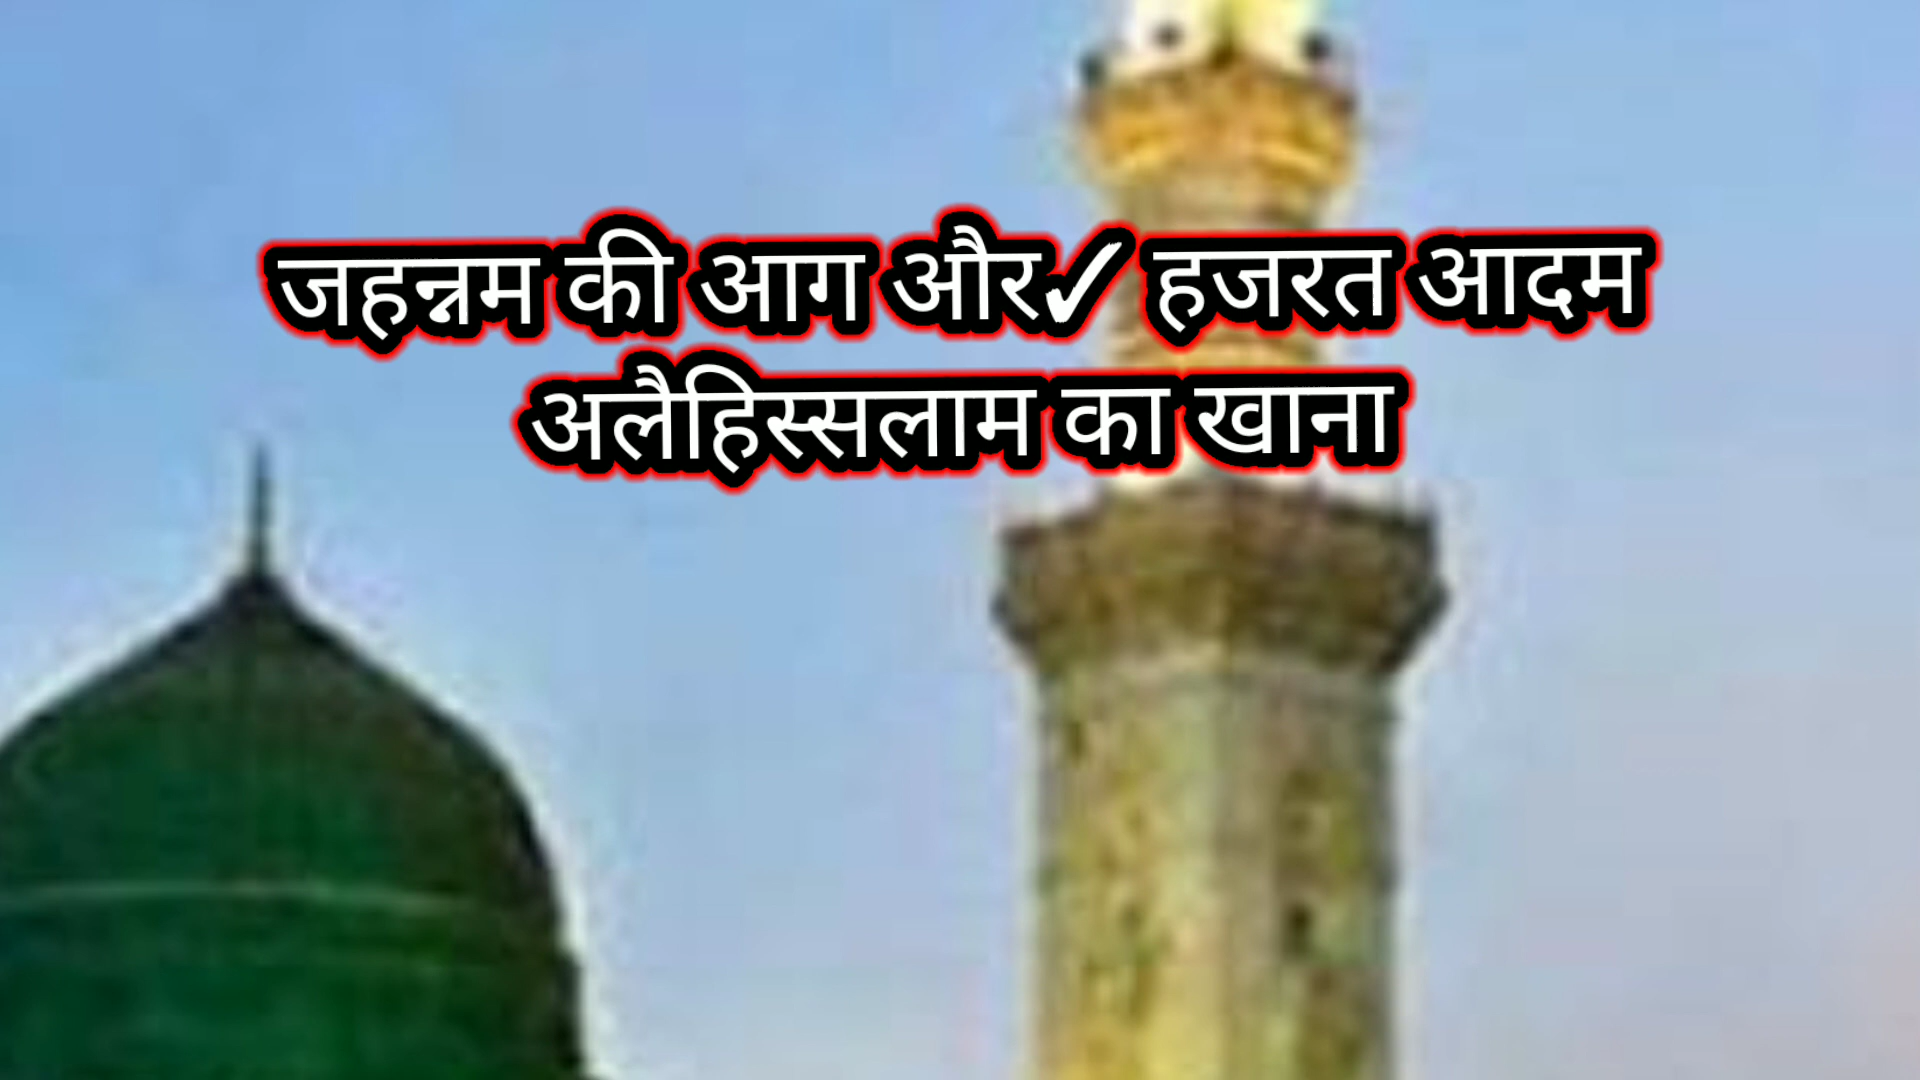 जहन्नम की आग और✓ हजरत आदम
अलैहिस्सलाम का खाना